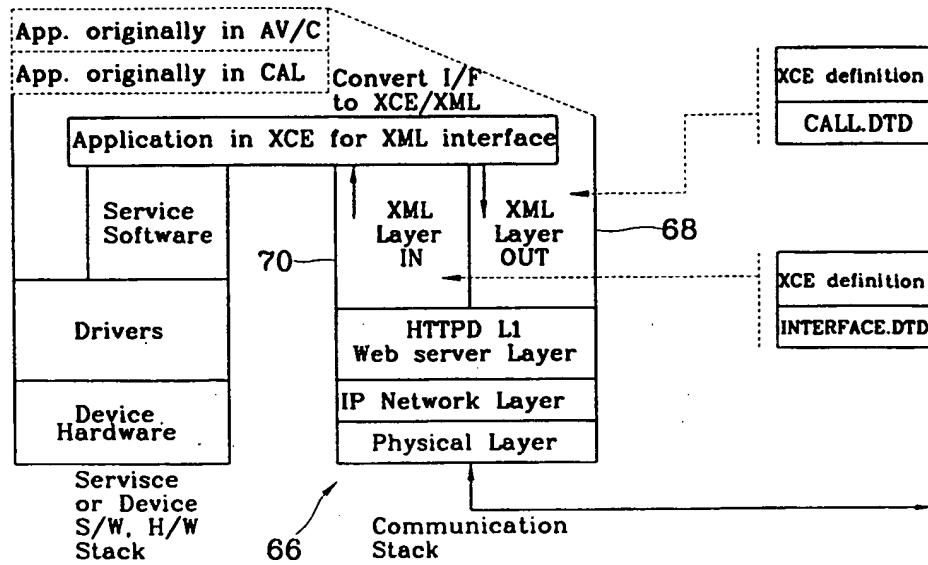 App. originally in AV/C
App. originally in CAL
Convert I/F
to XCE/XML
Application in XCE for XML interface
XCE definition
CALL.DTD
Service
Software
XML
Layer
IN
XML
Layer
OUT
68
70
XCE definition
INTERFACE.DTD
Drivers
HTTPD L1
Web server Layer
Device
Hardware
IP Network Layer
Physical Layer
Servisce
or Device
S/W, H/W
Stack
66
Communication
Stack